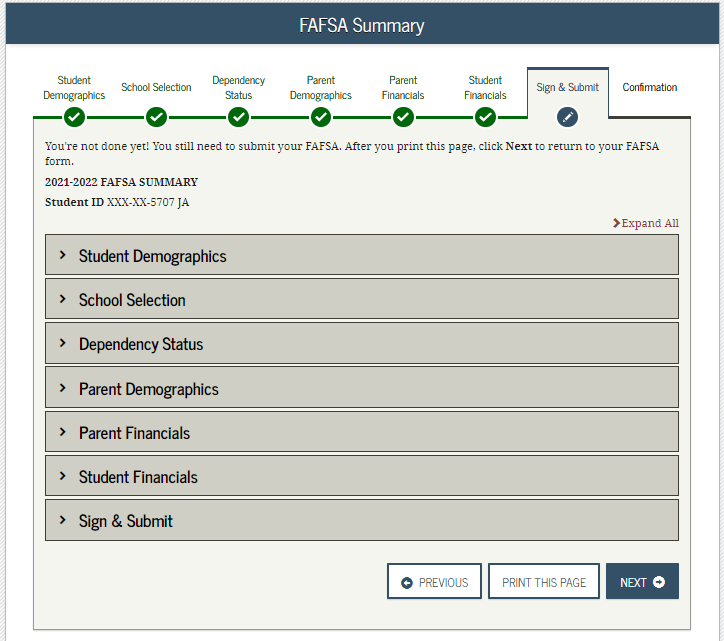 FAFSA Summary
Student Demographics
School Selection
Dependency Status
Parent Demographics
Parent Financials
Student Financials
Sign & Submit
Confirmation
You're not done yet! You still need to submit your FAFSA. After you print this page, click Next to return to your FAFSA
form.
2021-2022 FAFSA SUMMARY
Student ID XXX-XX-5707 JA
Expand All
Student Demographics
School Selection
Dependency Status
Parent Demographics
Parent Financials
Student Financials
Sign & Submit
PREVIOUS
PRINT THIS PAGE
NEXT